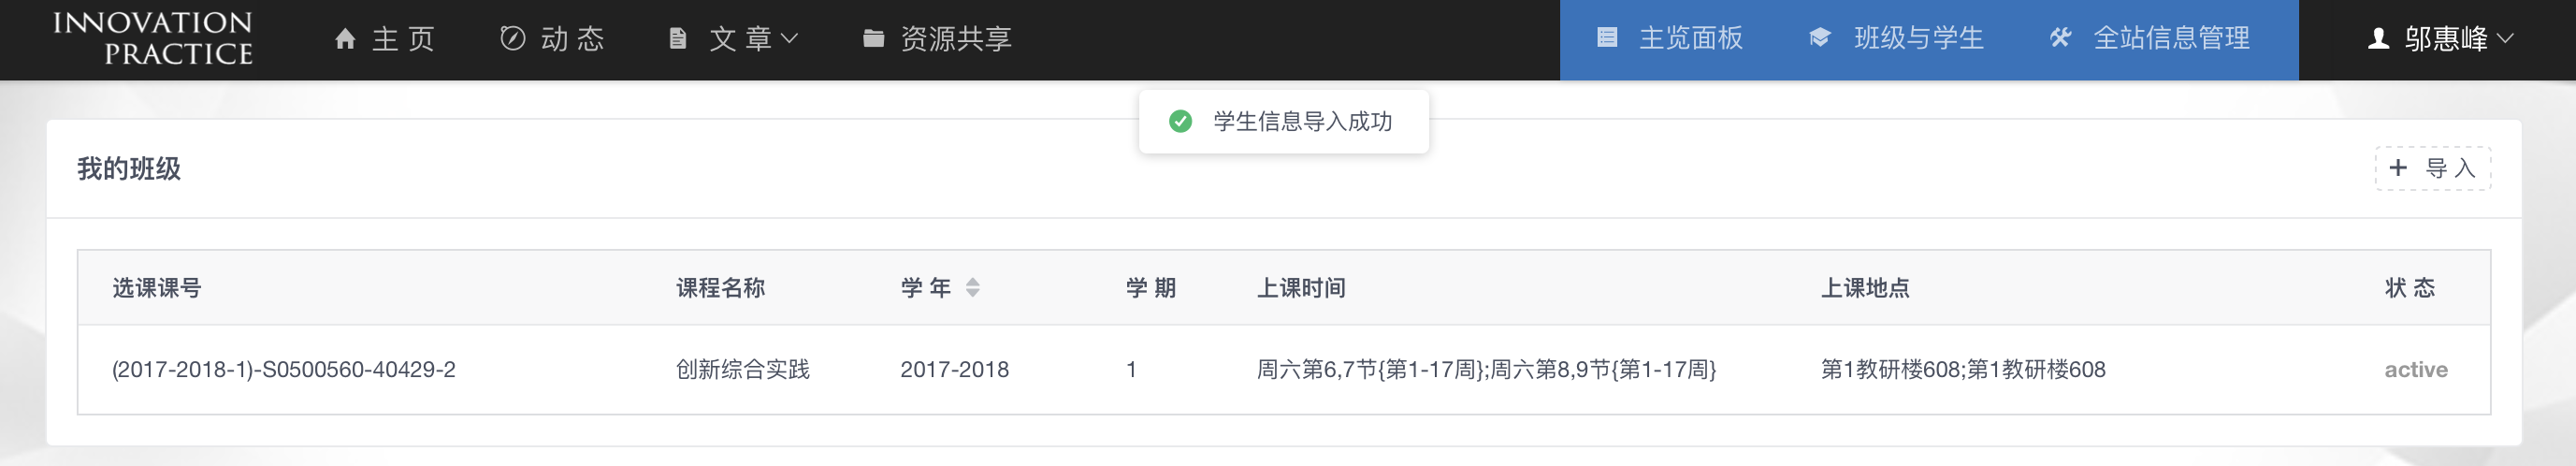 INNOVATION
PRACTICE
主 页 动 态 文 章 资源共享 主览面板 班级与学生 全站信息管理 邬惠峰
学生信息导入成功
我的班级 + 导 入
选课课号 课程名称 学 年 学 期 上课时间 上课地点 状 态
(2017-2018-1)-S0500560-40429-2 创新综合实践 2017-2018 1 周六第6,7节{第1-17周};周六第8,9节{第1-17周} 第1教研楼608;第1教研楼608 active